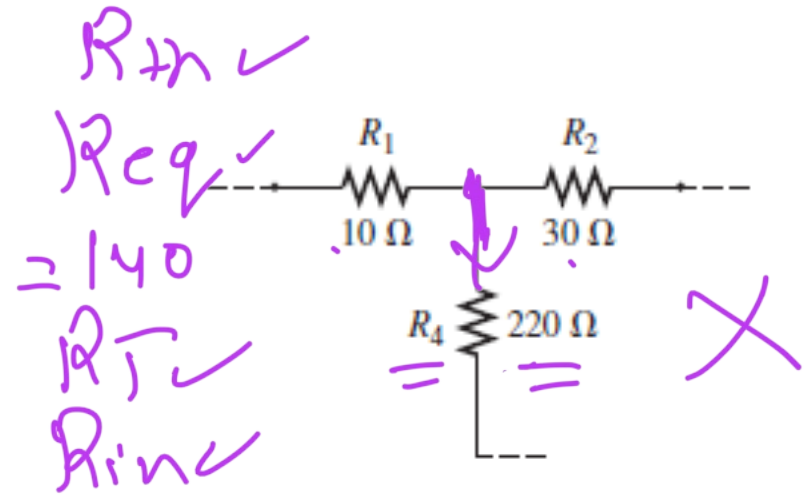 Rth ✓
Req ✓
= 140
RT ✓
Rin ✓
R1
10 Ω
R2
30 Ω
R4
220 Ω
X